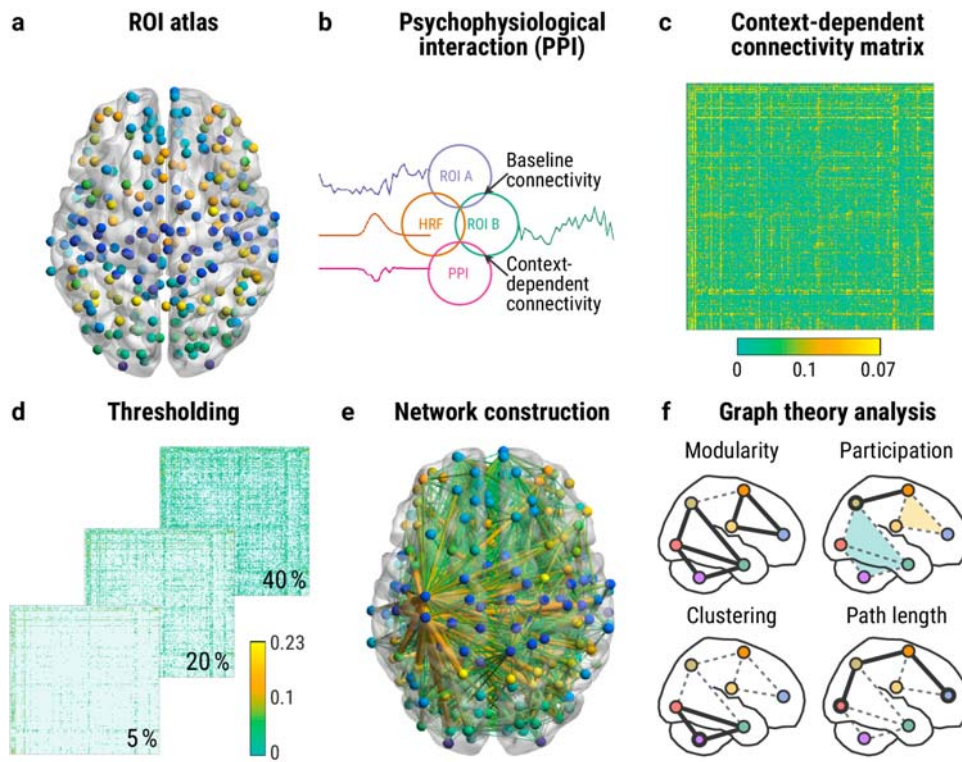 a ROI atlas
b Psychophysiological
interaction (PPI)
c Context-dependent
connectivity matrix
ROI A
HRF
ROI B
PPI
Baseline
connectivity
Context-
dependent
connectivity
0 0.1 0.07
d Thresholding
40 %
20 %
5 %
0.23
0.1
0
e Network construction
f Graph theory analysis
Modularity
Participation
Clustering
Path length